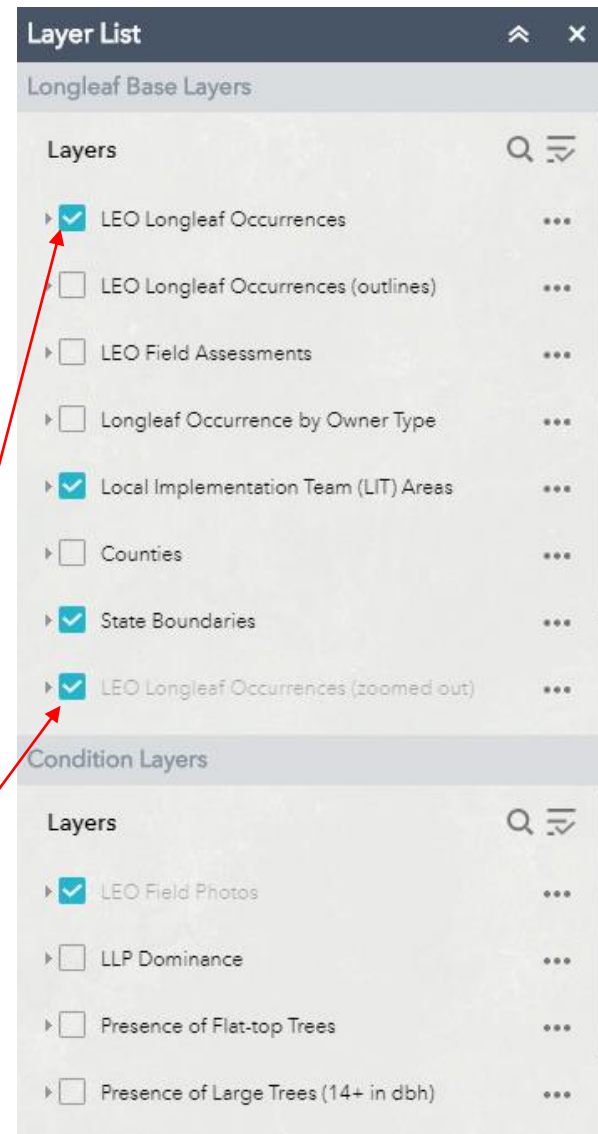 Layer List
Longleaf Base Layers
Layers
LEO Longleaf Occurrences
LEO Longleaf Occurrences (outlines)
LEO Field Assessments
Longleaf Occurrence by Owner Type
Local Implementation Team (LIT) Areas
Counties
State Boundaries
LEO Longleaf Occurrences (zoomed out)
Condition Layers
Layers
LEO Field Photos
LLP Dominance
Presence of Flat-top Trees
Presence of Large Trees (14+ in dbh)